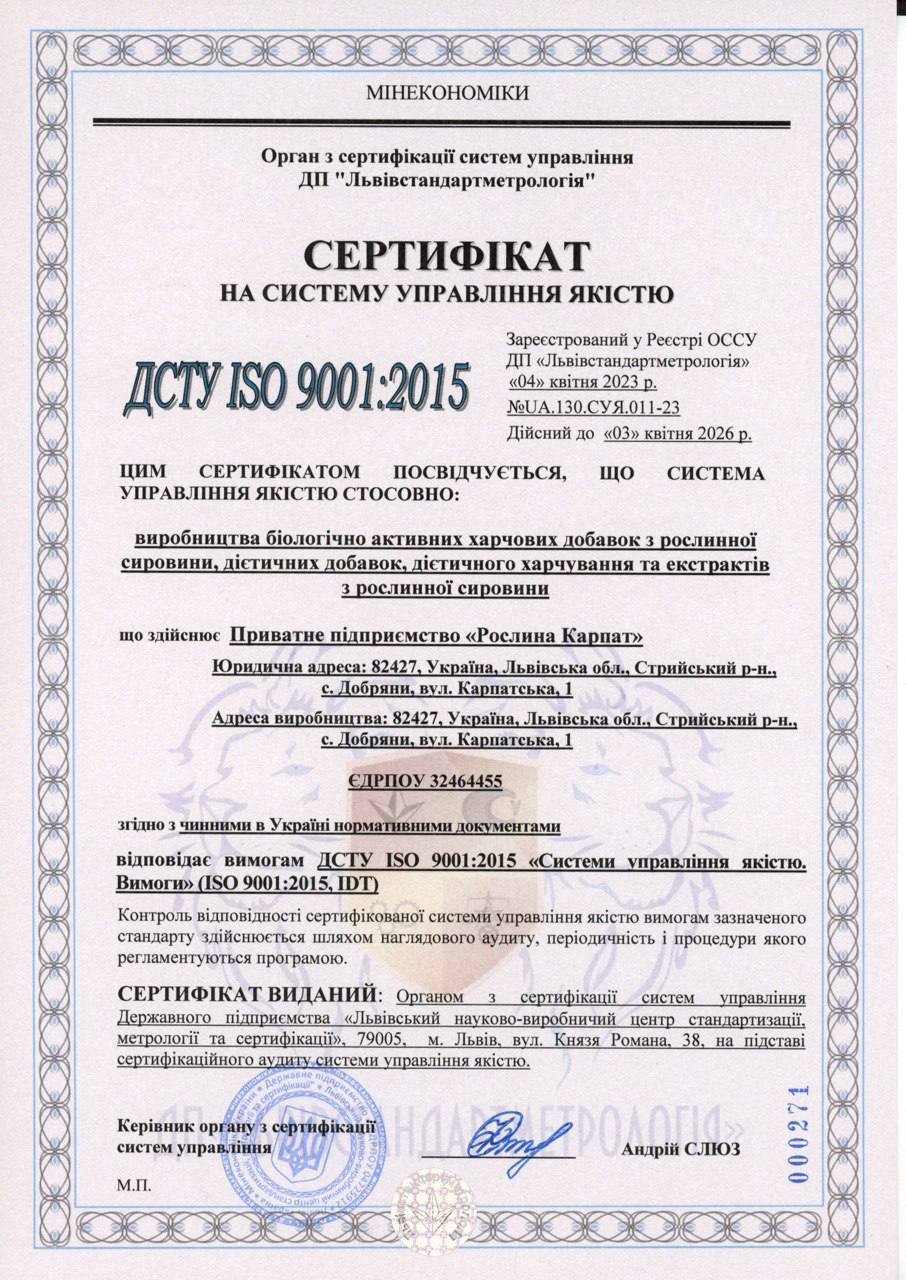 МІНЕКОНОМІКИ
Орган з сертифікації систем управління
ДП "Львівстандартметрологія"
СЕРТИФІКАТ
НА СИСТЕМУ УПРАВЛІННЯ ЯКІСТЮ
ДСТУ ISO 9001:2015
Зареєстрований у Реєстрі ОССУ
ДП «Львівстандартметрологія»
«04» квітня 2023 р.
№UA.130.СУЯ.011-23
Дійсний до «03» квітня 2026 р.
ЦИМ СЕРТИФІКАТОМ ПОСВІДЧУЄТЬСЯ, ЩО СИСТЕМА
УПРАВЛІННЯ ЯКІСТЮ СТОСОВНО:
виробництва біологічно активних харчових добавок з рослинної
сировини, дієтичних добавок, дієтичного харчування та екстрактів
з рослинної сировини
що здійснює Приватне підприємство «Рослина Карпат»
Юридична адреса: 82427, Україна, Львівська обл., Стрийський р-н.,
с. Добряни, вул. Карпатська, 1
Адреса виробництва: 82427, Україна, Львівська обл., Стрийський р-н.,
с. Добряни, вул. Карпатська, 1
ЄДРПОУ 32464455
згідно з чинними в Україні нормативними документами
відповідає вимогам ДСТУ ISO 9001:2015 «Системи управління якістю.
Вимоги» (ISO 9001:2015, IDT)
Контроль відповідності сертифікованої системи управління якістю вимогам зазначеного
стандарту здійснюється шляхом наглядового аудиту, періодичність і процедури якого
регламентуються програмою.
СЕРТИФІКАТ ВИДАНИЙ: Органом з сертифікації систем управління
Державного підприємства «Львівський науково-виробничий центр стандартизації,
метрології та сертифікації», 79005, м. Львів, вул. Князя Романа, 38, на підставі
сертифікаційного аудиту системи управління якістю.
Керівник органу з сертифікації
систем управління
Андрій СЛЮЗ
М.П.
000271